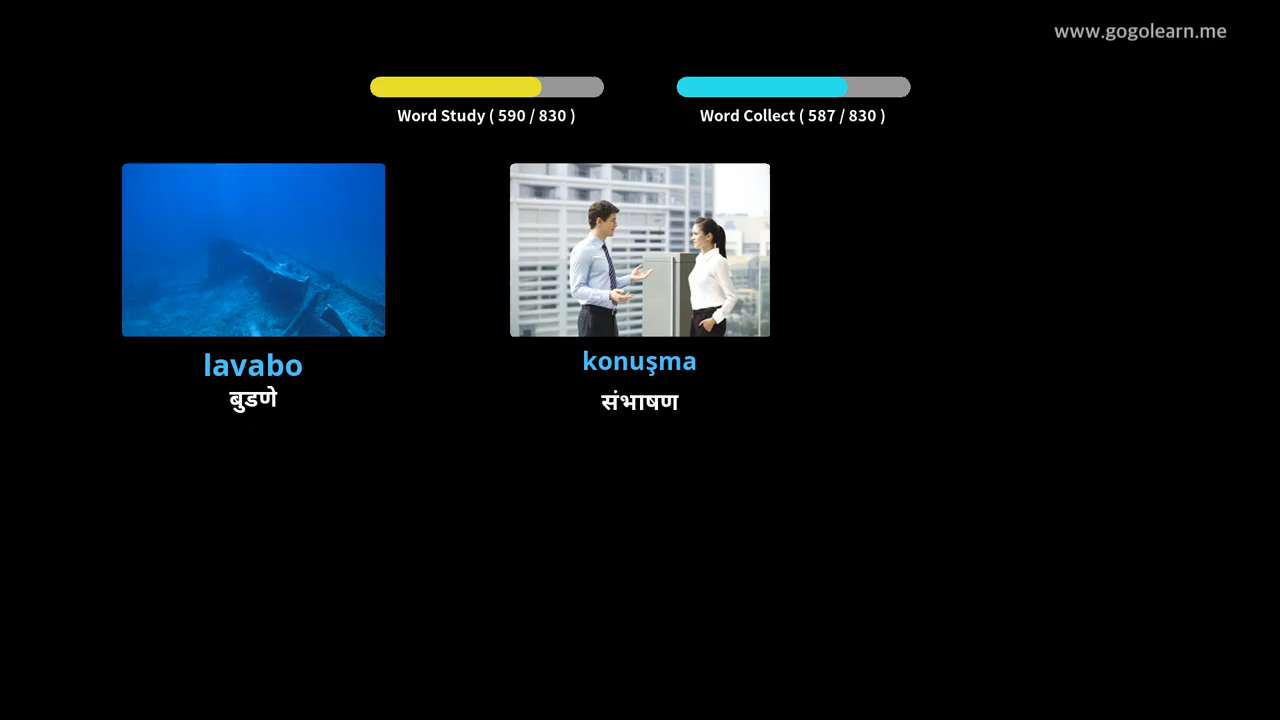 www.gogolearn.me
Word Study ( 590 / 830 )
Word Collect ( 587 / 830 )
lavabo
बुडणे
konuşma
संभाषण